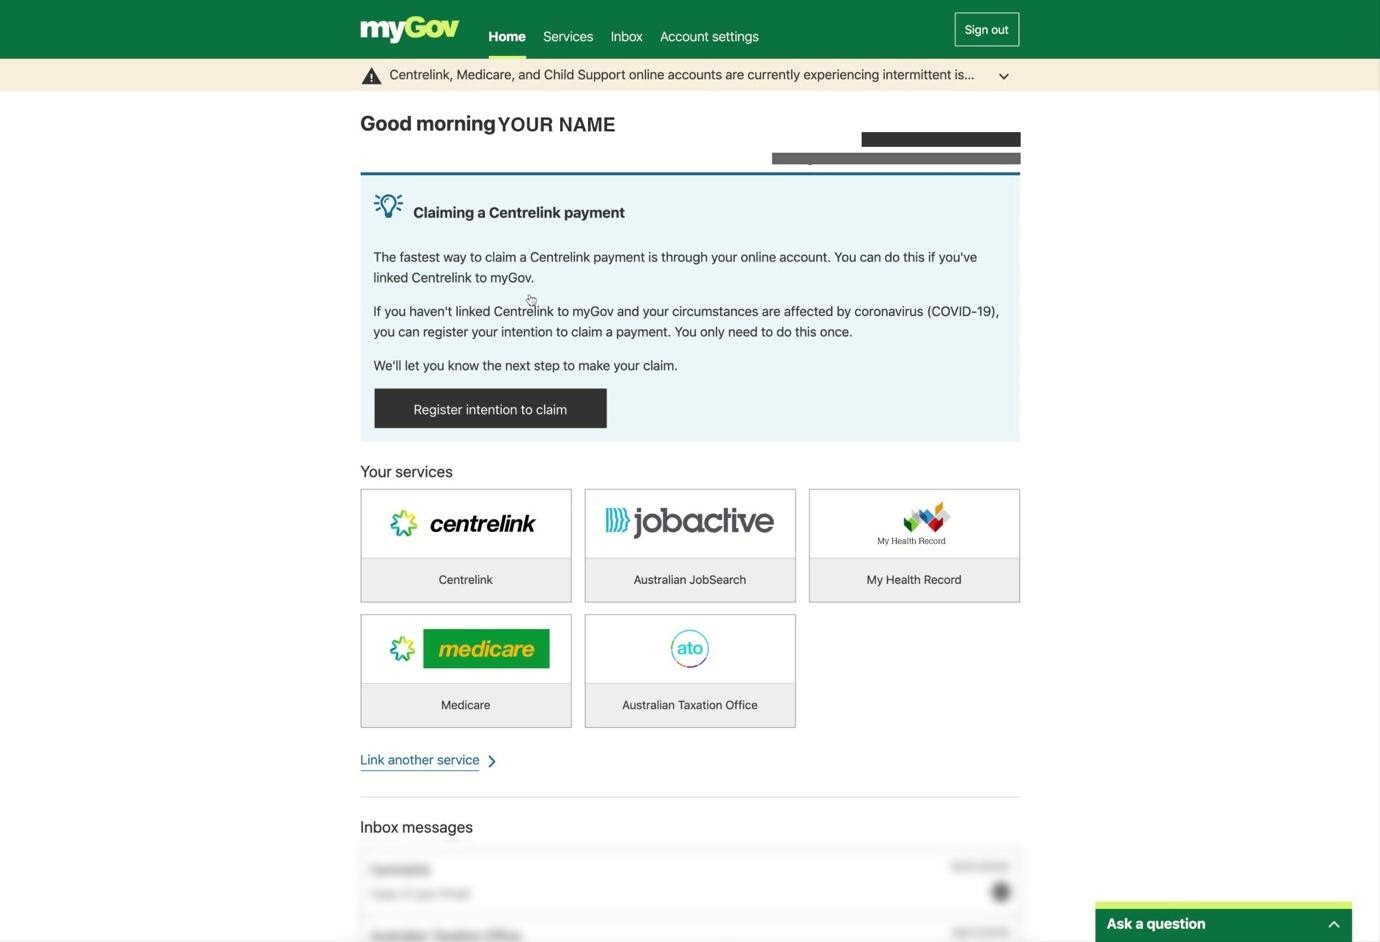 myGov
Home Services Inbox Account settings
Sign out
Centrelink, Medicare, and Child Support online accounts are currently experiencing intermittent is...
Good morning YOUR NAME
Claiming a Centrelink payment
The fastest way to claim a Centrelink payment is through your online account. You can do this if you've
linked Centrelink to myGov.
If you haven't linked Centrelink to myGov and your circumstances are affected by coronavirus (COVID-19),
you can register your intention to claim a payment. You only need to do this once.
We'll let you know the next step to make your claim.
Register intention to claim
Your services
centrelink
Centrelink
jobactive
Australian JobSearch
My Health Record
My Health Record
medicare
Medicare
ato
Australian Taxation Office
Link another service
Inbox messages
Ask a question